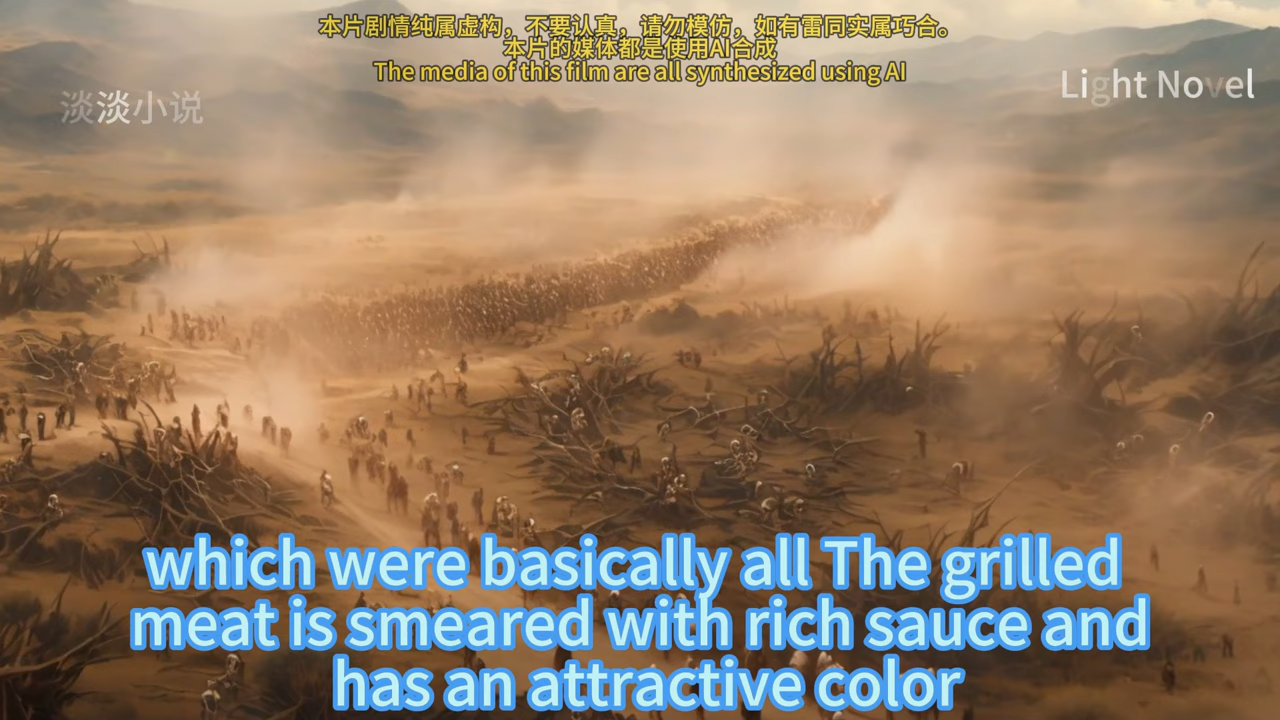 本片剧情纯属虚构，不要认真，请勿模仿，如有雷同实属巧合。
本片的媒体都是使用AI合成
The media of this film are all synthesized using AI
淡淡小说
Light Novel
which were basically all The grilled
meat is smeared with rich sauce and
has an attractive color